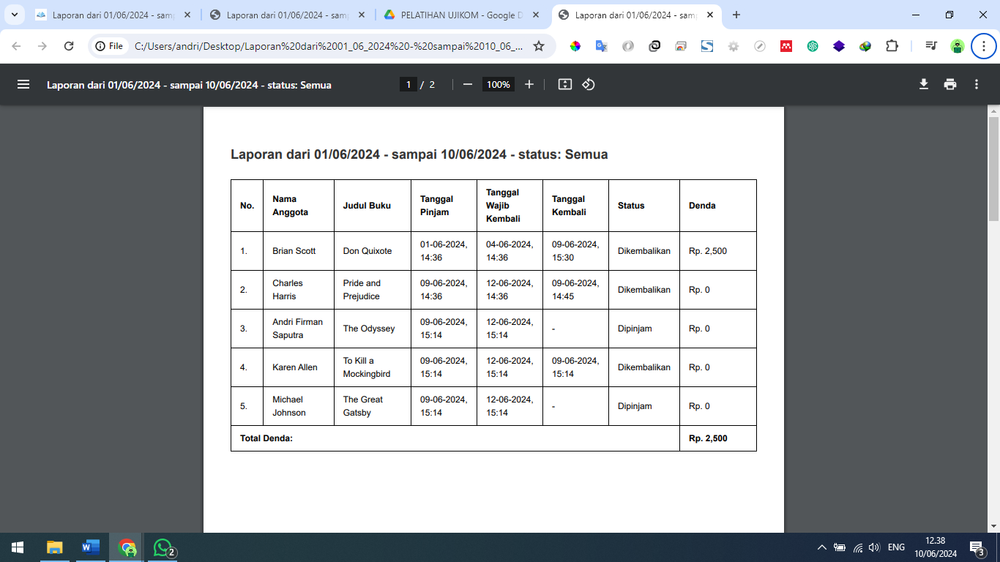 Laporan dari 01/06/2024 - sam
Laporan dari 01/06/2024 - sam
PELATIHAN UJIKOM - Google D
Laporan dari 01/06/2024 - sam
File
C:/Users/andri/Desktop/Laporan%20dari%2001_06_2024%20-%20sampai%2010_06_...
Laporan dari 01/06/2024 - sampai 10/06/2024 - status: Semua
1 / 2
100%
Laporan dari 01/06/2024 - sampai 10/06/2024 - status: Semua
No. Nama Anggota Judul Buku Tanggal Pinjam Tanggal Wajib Kembali Tanggal Kembali Status Denda
1. Brian Scott Don Quixote 01-06-2024, 14:36 04-06-2024, 14:36 09-06-2024, 15:30 Dikembalikan Rp. 2,500
2. Charles Harris Pride and Prejudice 09-06-2024, 14:36 12-06-2024, 14:36 09-06-2024, 14:45 Dikembalikan Rp. 0
3. Andri Firman Saputra The Odyssey 09-06-2024, 15:14 12-06-2024, 15:14 - Dipinjam Rp. 0
4. Karen Allen To Kill a Mockingbird 09-06-2024, 15:14 12-06-2024, 15:14 09-06-2024, 15:14 Dikembalikan Rp. 0
5. Michael Johnson The Great Gatsby 09-06-2024, 15:14 12-06-2024, 15:14 - Dipinjam Rp. 0
Total Denda: Rp. 2,500
2
ENG
12.38
10/06/2024
3